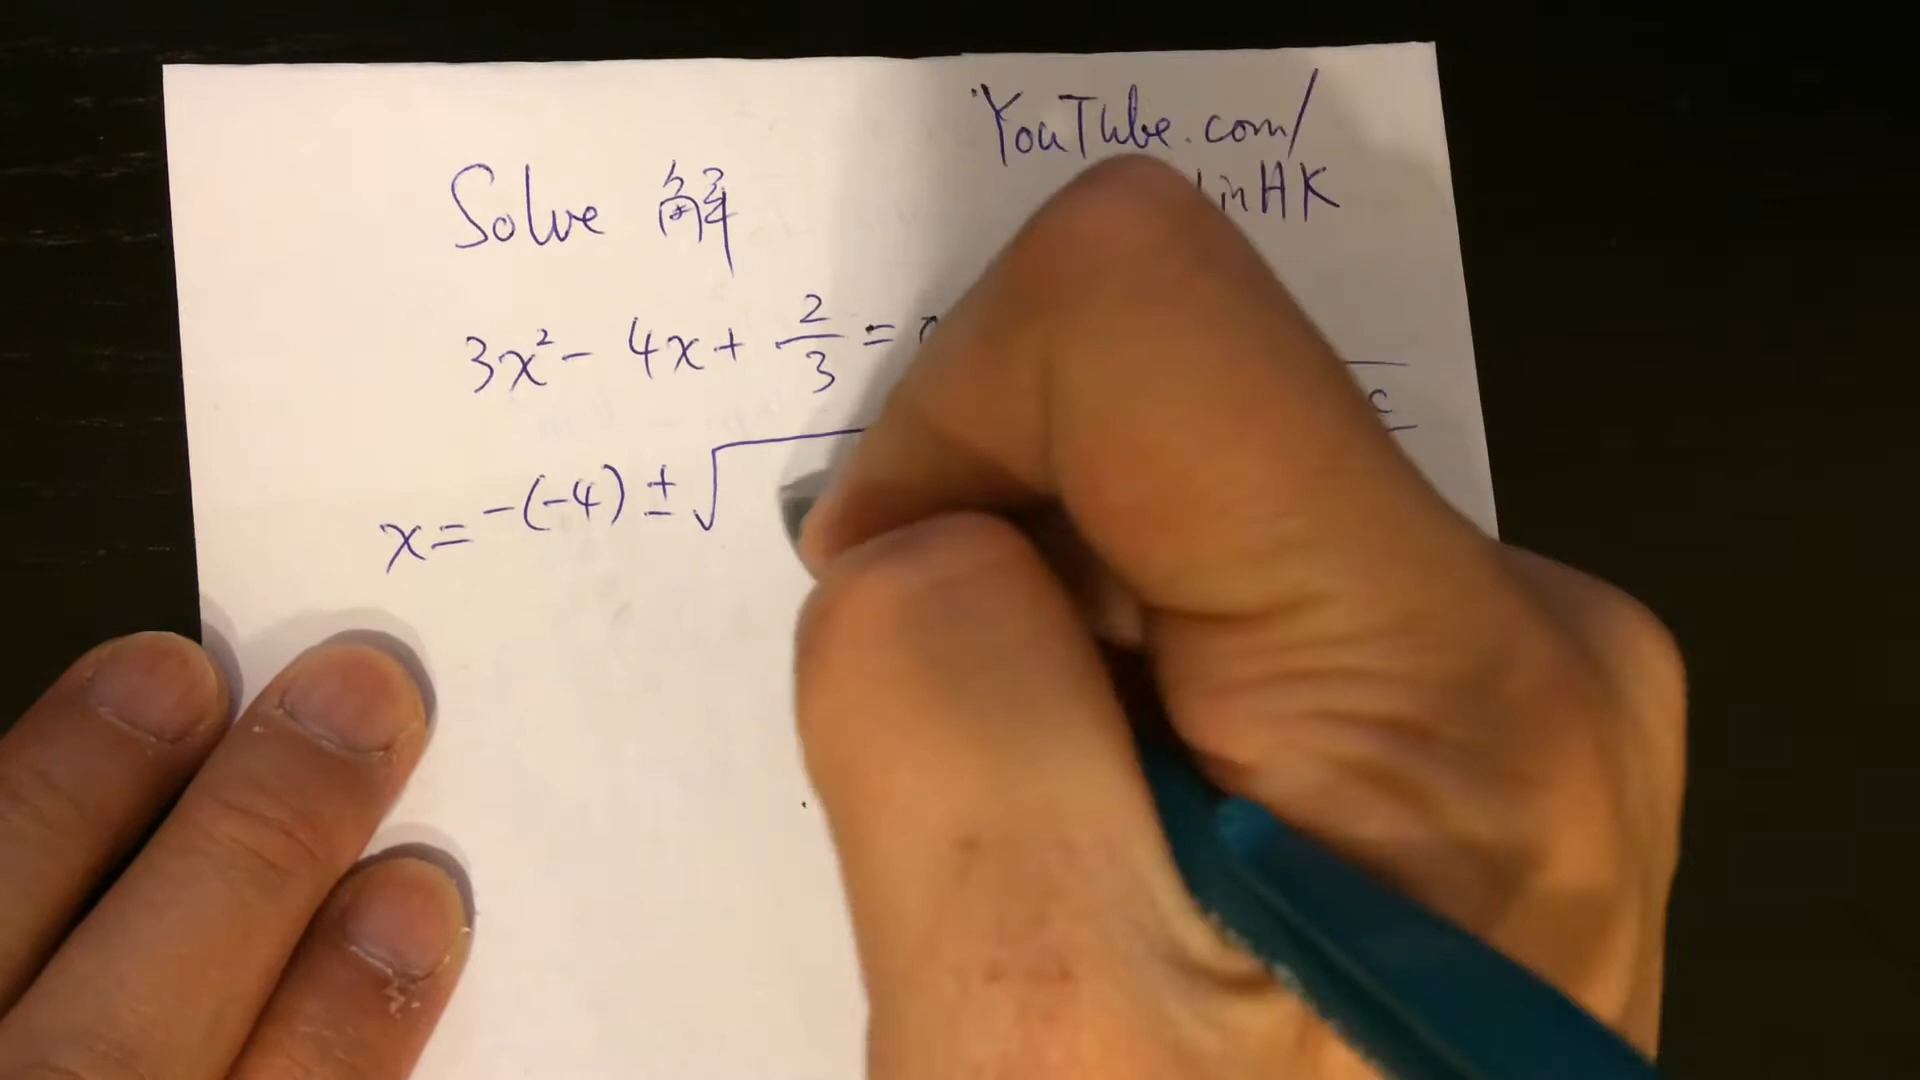 YouTube.com/
inHK
Solve 解
3x² - 4x + 2/3 =
c
x = -(-4) ± √